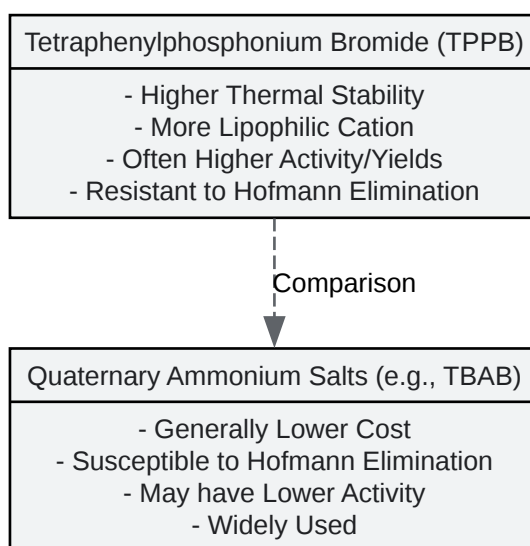 Tetraphenylphosphonium Bromide (TPPB)
- Higher Thermal Stability
- More Lipophilic Cation
- Often Higher Activity/Yields
- Resistant to Hofmann Elimination
Comparison
Quaternary Ammonium Salts (e.g., TBAB)
- Generally Lower Cost
- Susceptible to Hofmann Elimination
- May have Lower Activity
- Widely Used